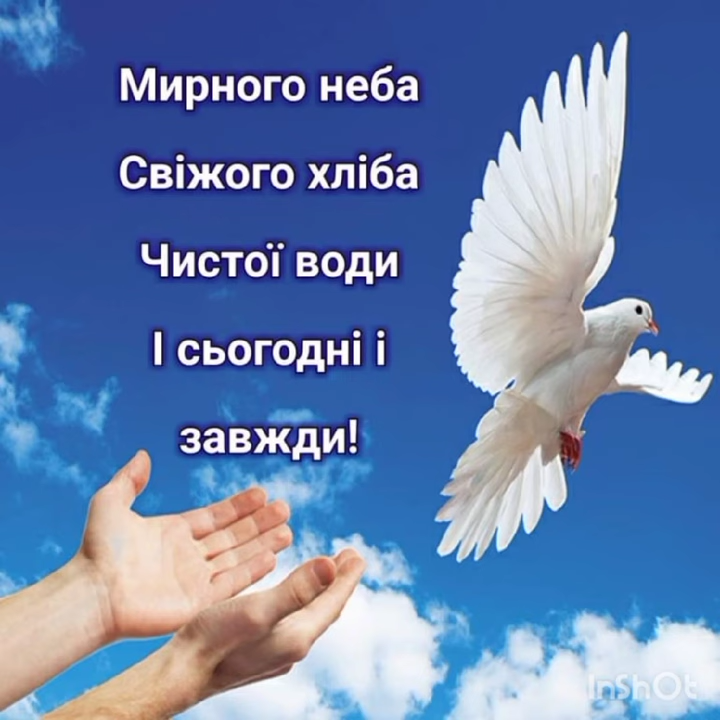 Мирного неба
Свіжого хліба
Чистої води
І сьогодні і
завжди!
InShOt